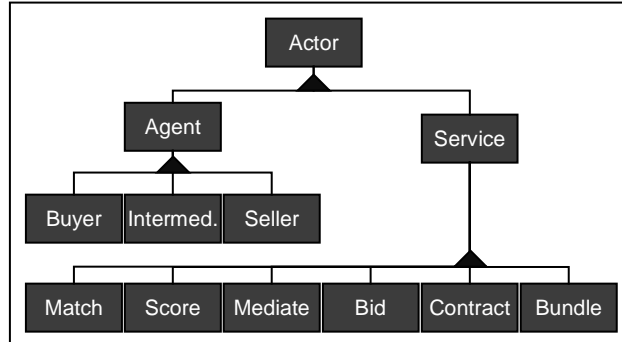 Actor
Agent
Service
Buyer Intermed. Seller
Match Score Mediate Bid Contract Bundle